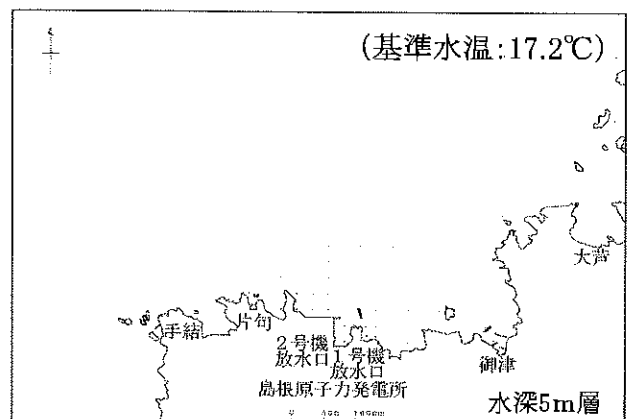 (基準水温:17.2℃)
大芦
手結
片句
2号機
放水口
1号機
放水口
御津
島根原子力発電所
水深5m層